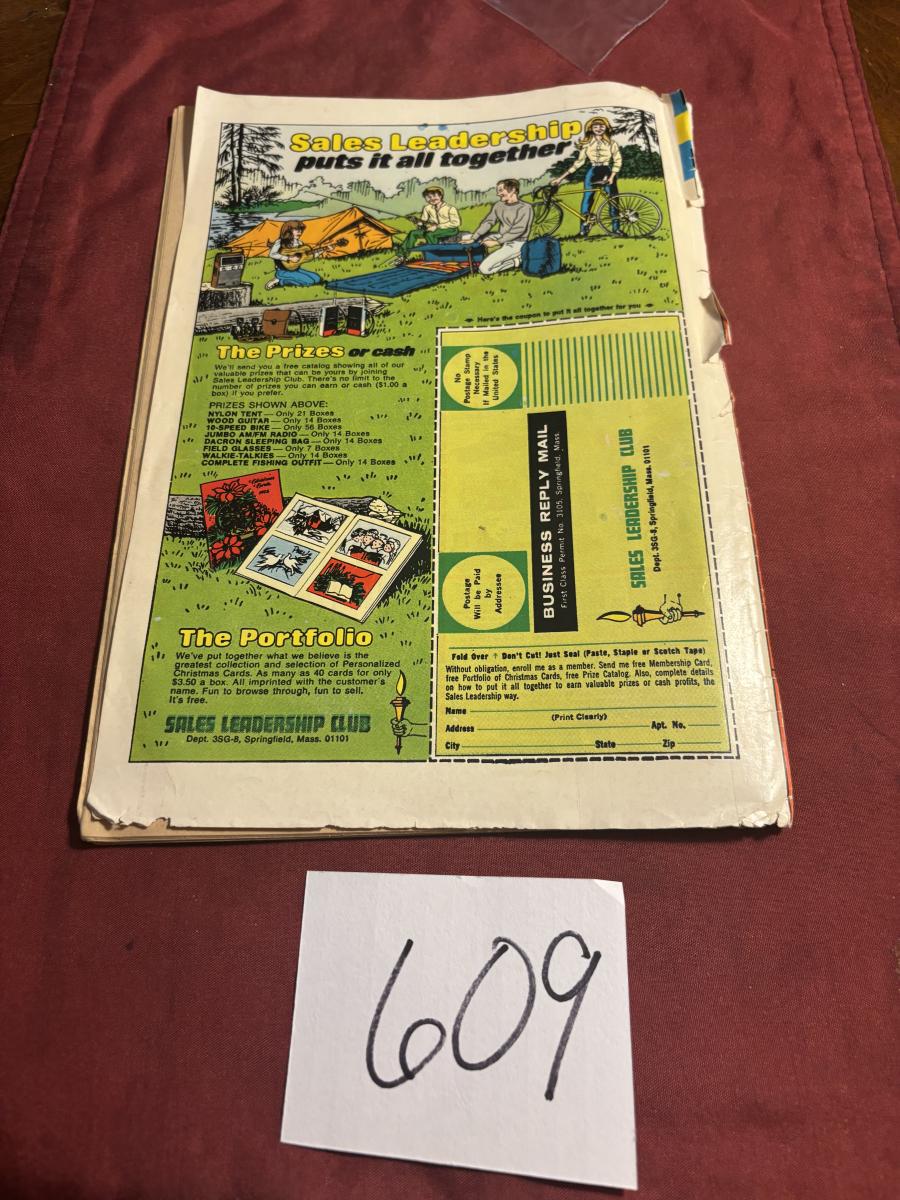 Sales Leadership
puts it all together
Here's the coupon to put it all together for you
The Prizes or cash
We'll send you a free catalog showing all of our
valuable prizes that can be yours by joining
Sales Leadership Club. There's no limit to the
number of prizes you can earn or cash ($1.00 a
box) if you prefer.
PRIZES SHOWN ABOVE:
NYLON TENT — Only 21 Boxes
WOOD GUITAR — Only 14 Boxes
10-SPEED BIKE — Only 56 Boxes
JUMBO AM/FM RADIO — Only 14 Boxes
DACRON SLEEPING BAG — Only 14 Boxes
FIELD GLASSES — Only 7 Boxes
WALKIE-TALKIES — Only 14 Boxes
COMPLETE FISHING OUTFIT — Only 14 Boxes
Christmas
Cards
The Portfolio
We've put together what we believe is the
greatest collection and selection of Personalized
Christmas Cards. As many as 40 cards for only
$3.50 a box. All imprinted with the customer's
name. Fun to browse through, fun to sell.
It's free.
SALES LEADERSHIP CLUB
Dept. 3SG-8, Springfield, Mass. 01101
No
Postage Stamp
Necessary
If Mailed in the
United States
Postage
Will be Paid
by
Addressee
BUSINESS REPLY MAIL
First Class Permit No. 3105, Springfield, Mass.
SALES LEADERSHIP CLUB
Dept. 3SG-8, Springfield, Mass. 01101
Fold Over ↑ Don't Cut! Just Seal (Paste, Staple or Scotch Tape)
Without obligation, enroll me as a member. Send me free Membership Card,
free Portfolio of Christmas Cards, free Prize Catalog. Also, complete details
on how to put it all together to earn valuable prizes or cash profits, the
Sales Leadership way.
Name
(Print Clearly)
Address Apt. No.
City State Zip
609